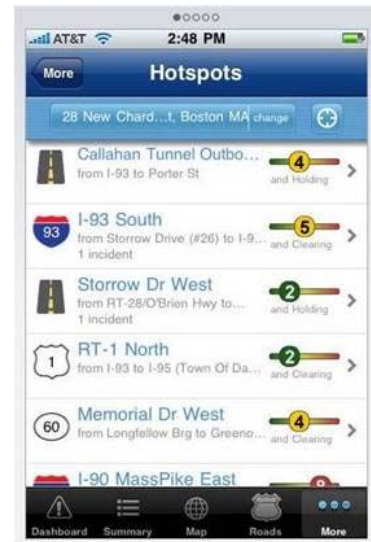 AT&T 2:48 PM
More Hotspots
28 New Chard...t, Boston MA change
Callahan Tunnel Outbo...
from I-93 to Porter St
4
and Holding
93
I-93 South
from Storrow Drive (#26) to I-9...
1 incident
5
and Clearing
Storrow Dr West
from RT-28/O'Brien Hwy to...
1 incident
2
and Holding
1
RT-1 North
from I-93 to I-95 (Town Of Da...
2
and Clearing
60
Memorial Dr West
from Longfellow Brg to Greeno...
4
and Clearing
I-90 MassPike East
Dashboard Summary Map Roads More